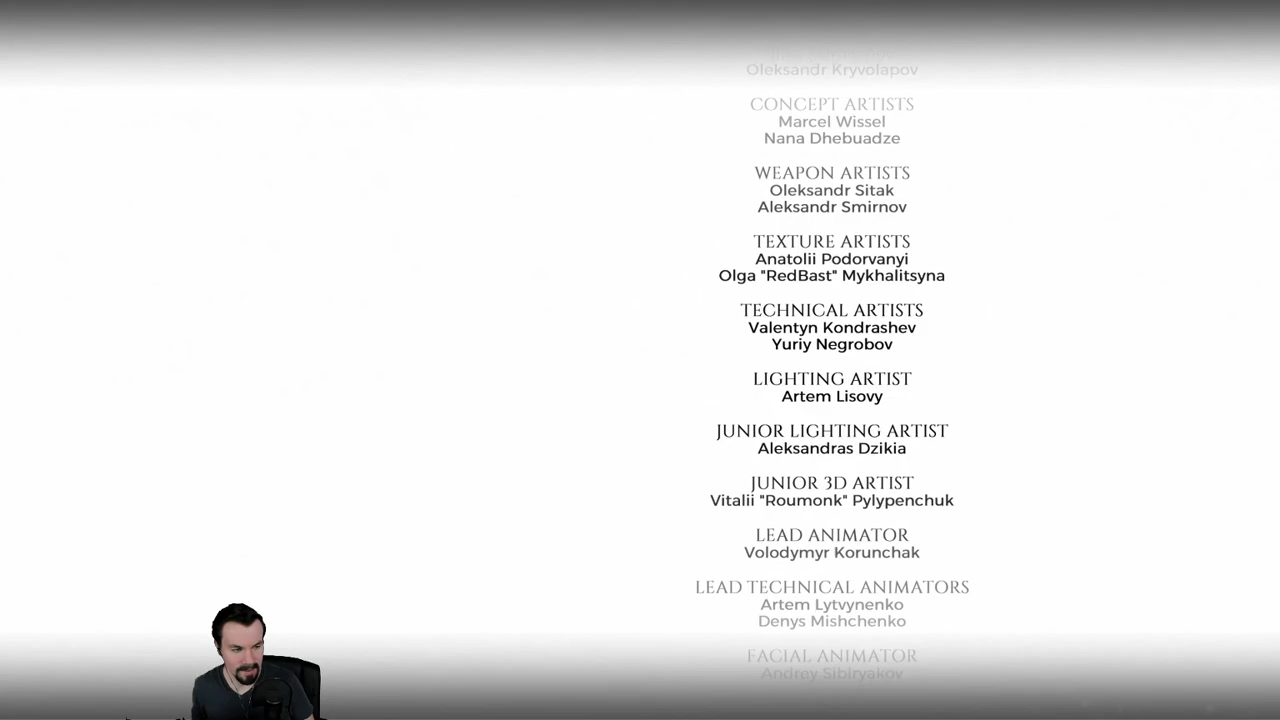 Oleksandr Kryvolapov
CONCEPT ARTISTS
Marcel Wissel
Nana Dhebuadze
WEAPON ARTISTS
Oleksandr Sitak
Aleksandr Smirnov
TEXTURE ARTISTS
Anatolii Podorvanyi
Olga "RedBast" Mykhalitsyna
TECHNICAL ARTISTS
Valentyn Kondrashev
Yuriy Negrobov
LIGHTING ARTIST
Artem Lisovy
JUNIOR LIGHTING ARTIST
Aleksandras Dzikia
JUNIOR 3D ARTIST
Vitalii "Roumonk" Pylypenchuk
LEAD ANIMATOR
Volodymyr Korunchak
LEAD TECHNICAL ANIMATORS
Artem Lytvynenko
Denys Mishchenko
FACIAL ANIMATOR
Andrey Sibiryakov